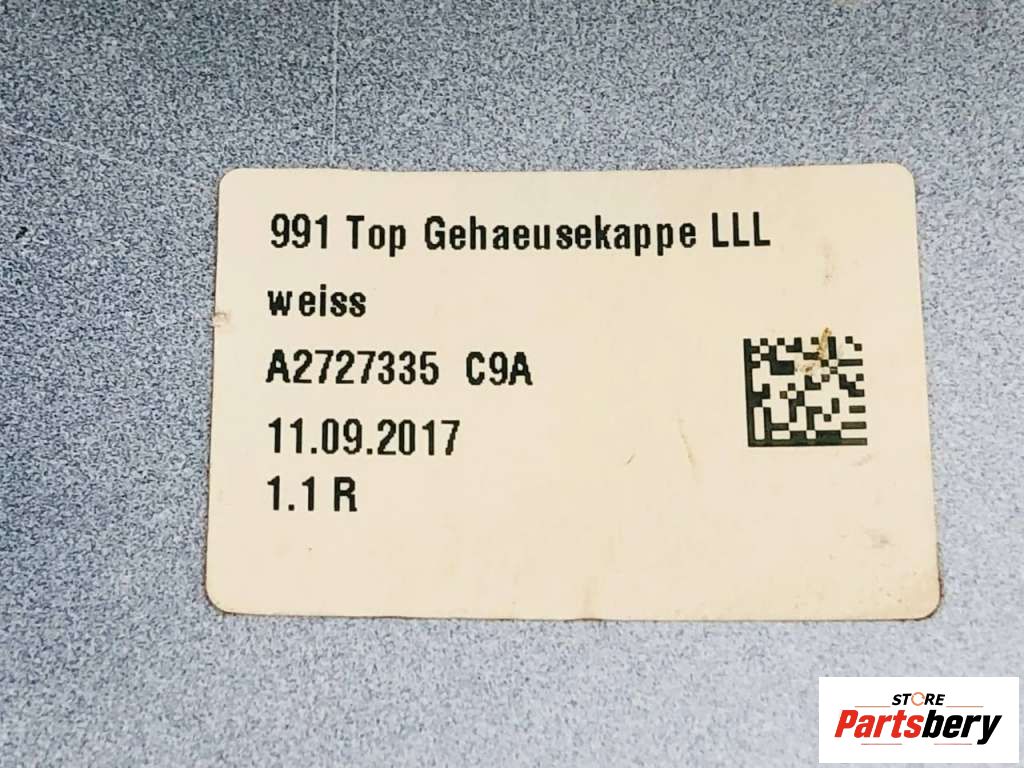 991 Top Gehaeusekappe LLL
weiss
A2727335 C9A
11.09.2017
1.1 R
STORE
Partsbery